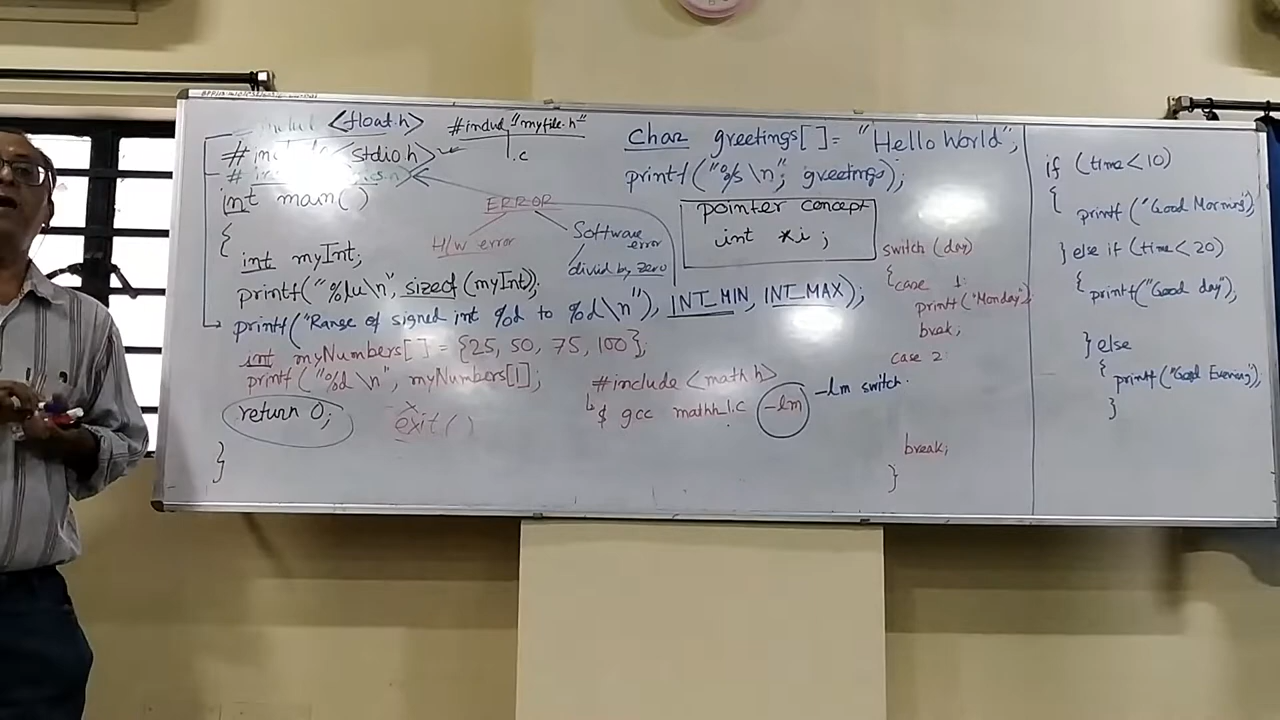 <float.h>
#includ "myfile.h"
.c
# includ <stdio.h>
int main( )
{
int myInt;
printf("%lu\n", sizeof (myInt));
printf("Range of signed int %d to %d\n"), INT_MIN, INT_MAX);
int myNumbers[ ] = {25, 50, 75, 100};
printf("%d \n", myNumbers[1];
return 0;
exit( )
}
ERROR
H/w error
Software error
divid by zero
#include <math.h>
$ gcc mathh_1.c -lm
-lm switch.
char greetings[ ] = "Hello World";
printf("%s \n", greetings);
pointer concept
int *i ;
switch (day)
{case 1:
printf("Monday")
break;
case 2:
break;
}
if (time<10)
{
printf ("Good Morning")
} else if (time<20)
{ printf("Good day");
} else
{
printf("Good Evening");
}